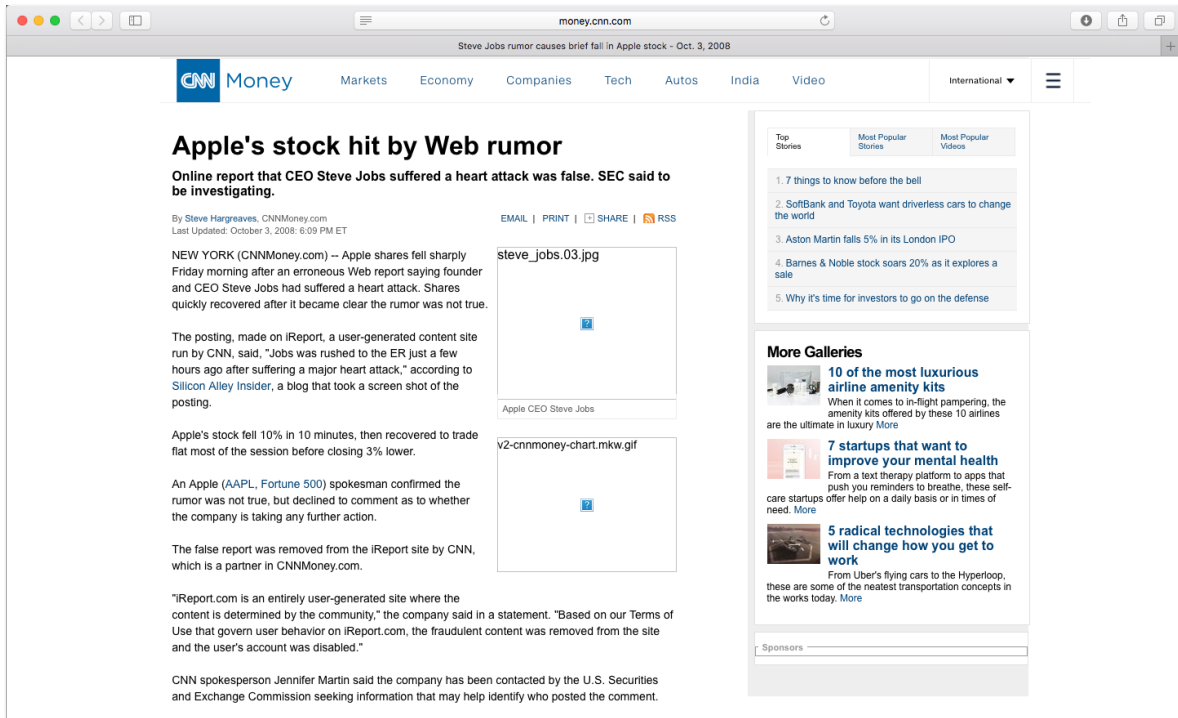 money.cnn.com
Steve Jobs rumor causes brief fall in Apple stock - Oct. 3, 2008
CNN Money
Markets Economy Companies Tech Autos India Video
International
Apple's stock hit by Web rumor
Online report that CEO Steve Jobs suffered a heart attack was false. SEC said to
be investigating.
By Steve Hargreaves, CNNMoney.com
Last Updated: October 3, 2008: 6:09 PM ET
EMAIL | PRINT | SHARE | RSS
NEW YORK (CNNMoney.com) -- Apple shares fell sharply
Friday morning after an erroneous Web report saying founder
and CEO Steve Jobs had suffered a heart attack. Shares
quickly recovered after it became clear the rumor was not true.
The posting, made on iReport, a user-generated content site
run by CNN, said, "Jobs was rushed to the ER just a few
hours ago after suffering a major heart attack," according to
Silicon Alley Insider, a blog that took a screen shot of the
posting.
Apple's stock fell 10% in 10 minutes, then recovered to trade
flat most of the session before closing 3% lower.
An Apple (AAPL, Fortune 500) spokesman confirmed the
rumor was not true, but declined to comment as to whether
the company is taking any further action.
The false report was removed from the iReport site by CNN,
which is a partner in CNNMoney.com.
"iReport.com is an entirely user-generated site where the
content is determined by the community," the company said in a statement. "Based on our Terms of
Use that govern user behavior on iReport.com, the fraudulent content was removed from the site
and the user's account was disabled."
CNN spokesperson Jennifer Martin said the company has been contacted by the U.S. Securities
and Exchange Commission seeking information that may help identify who posted the comment.
steve_jobs.03.jpg
Apple CEO Steve Jobs
v2-cnnmoney-chart.mkw.gif
Top
Stories
Most Popular
Stories
Most Popular
Videos
1. 7 things to know before the bell
2. SoftBank and Toyota want driverless cars to change
the world
3. Aston Martin falls 5% in its London IPO
4. Barnes & Noble stock soars 20% as it explores a
sale
5. Why it's time for investors to go on the defense
More Galleries
10 of the most luxurious
airline amenity kits
When it comes to in-flight pampering, the
amenity kits offered by these 10 airlines
are the ultimate in luxury More
7 startups that want to
improve your mental health
From a text therapy platform to apps that
push you reminders to breathe, these self-
care startups offer help on a daily basis or in times of
need. More
5 radical technologies that
will change how you get to
work
From Uber's flying cars to the Hyperloop,
these are some of the neatest transportation concepts in
the works today. More
Sponsors